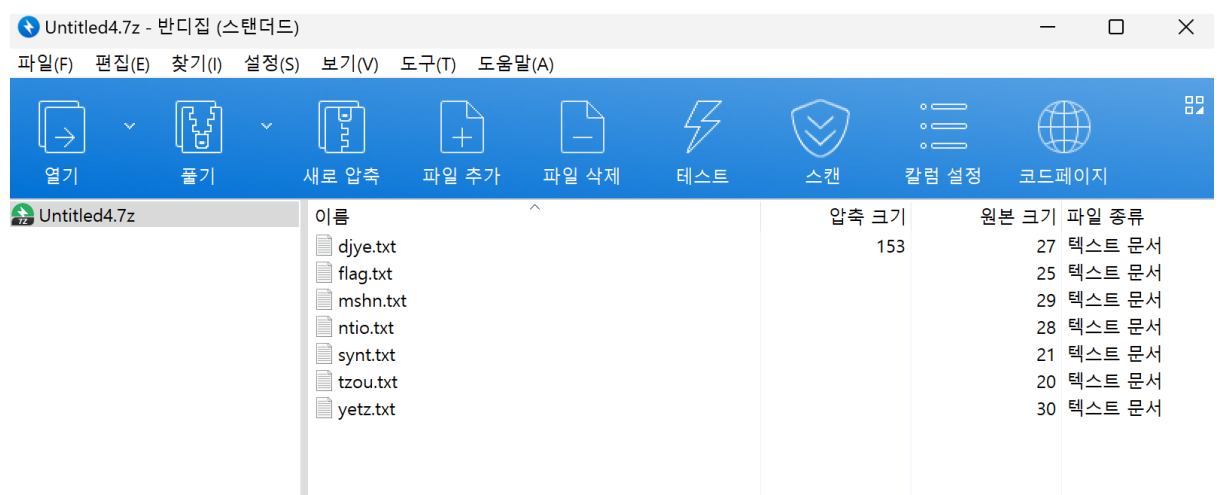 Untitled4.7z - 반디집 (스탠더드)
파일(F) 편집(E) 찾기(I) 설정(S) 보기(V) 도구(T) 도움말(A)
열기 풀기 새로 압축 파일 추가 파일 삭제 테스트 스캔 칼럼 설정 코드페이지
Untitled4.7z
이름 압축 크기 원본 크기 파일 종류
djye.txt 153 27 텍스트 문서
flag.txt 25 텍스트 문서
mshn.txt 29 텍스트 문서
ntio.txt 28 텍스트 문서
synt.txt 21 텍스트 문서
tzou.txt 20 텍스트 문서
yetz.txt 30 텍스트 문서